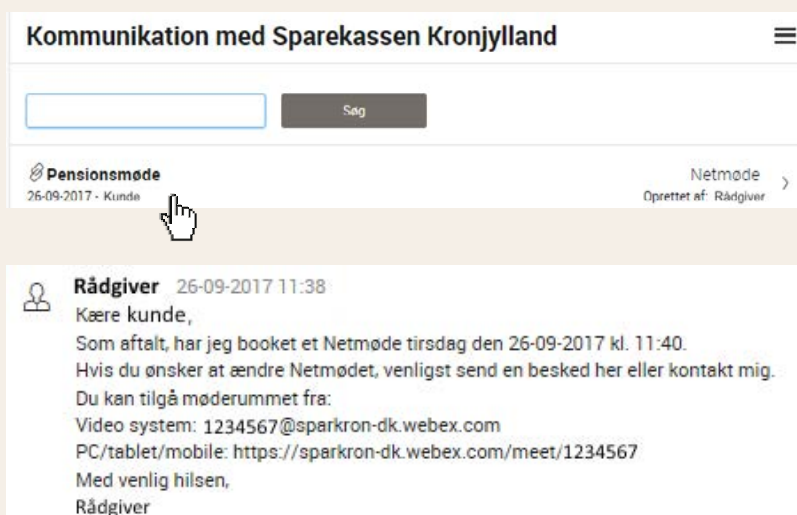 Kommunikation med Sparekassen Kronjylland
Søg
Pensionsmøde
Netmøde
26-09-2017 - Kunde
Oprettet af: Rådgiver
Rådgiver 26-09-2017 11:38
Kære kunde,
Som aftalt, har jeg booket et Netmøde tirsdag den 26-09-2017 kl. 11:40.
Hvis du ønsker at ændre Netmødet, venligst send en besked her eller kontakt mig.
Du kan tilgå møderummet fra:
Video system: 1234567@sparkron-dk.webex.com
PC/tablet/mobile: https://sparkron-dk.webex.com/meet/1234567
Med venlig hilsen,
Rådgiver